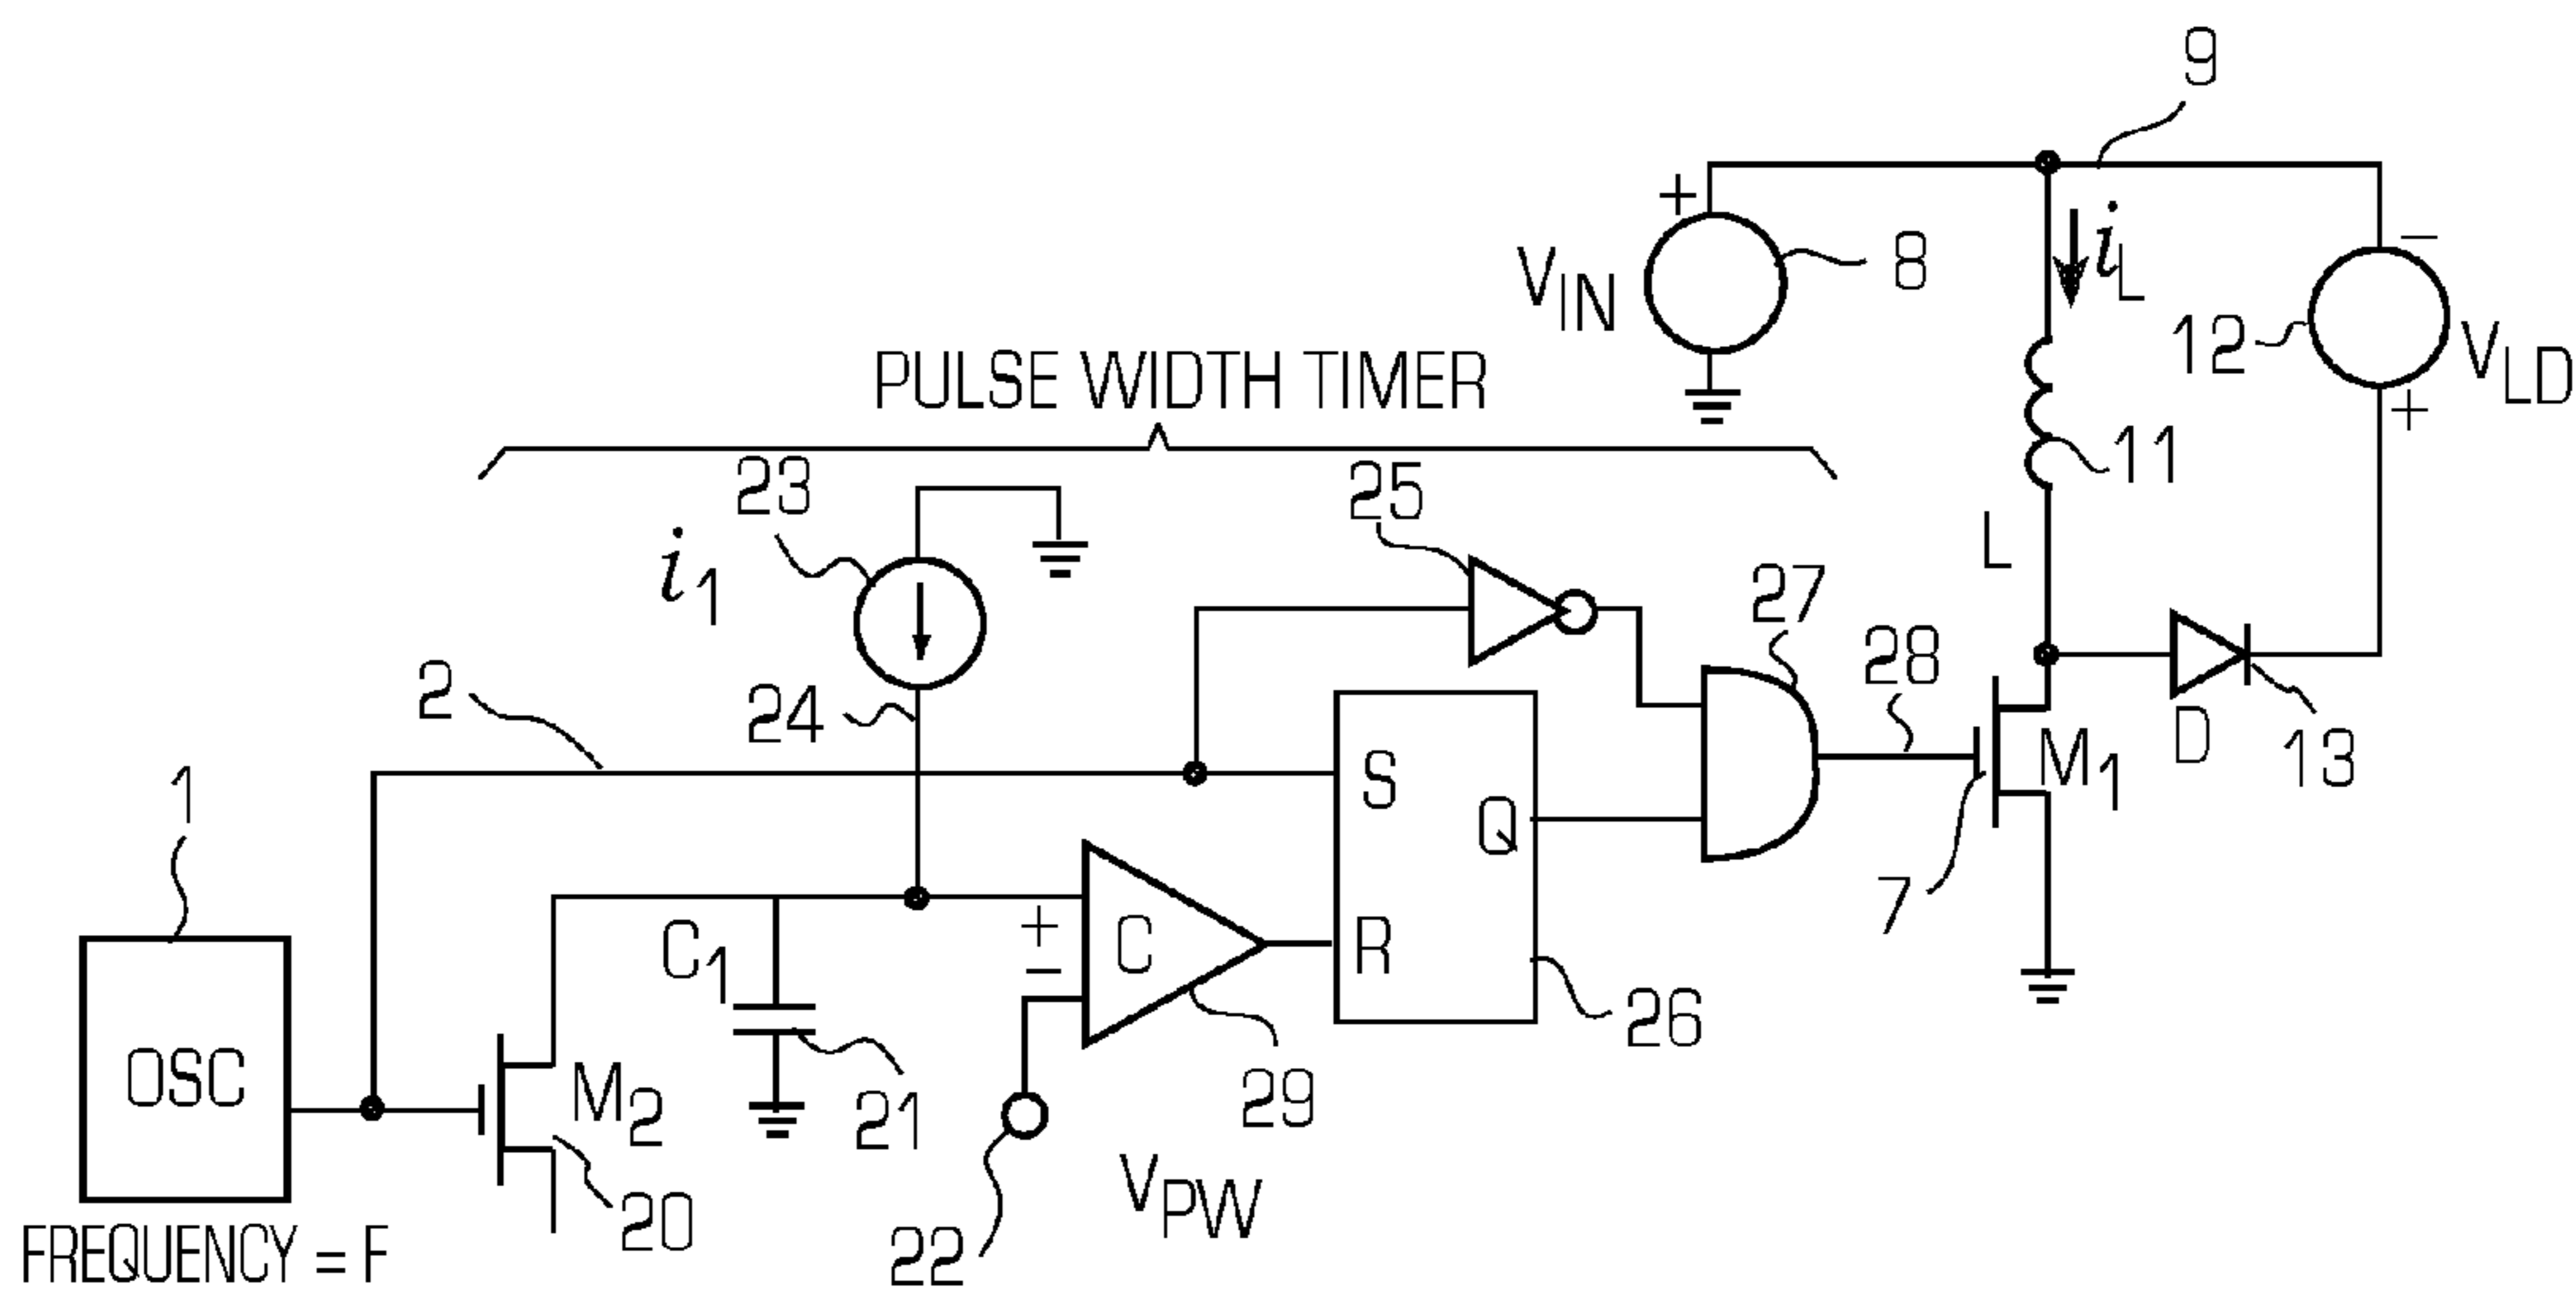 9
+
V_IN
8
i_L
−
12
V_LD
+
PULSE WIDTH TIMER
11
23
i_1
25
L
27
2
24
28
S
Q
R
M_1
D
13
1
7
C_1
+
−
C
26
OSC
M_2
21
29
20
V_PW
22
FREQUENCY = F